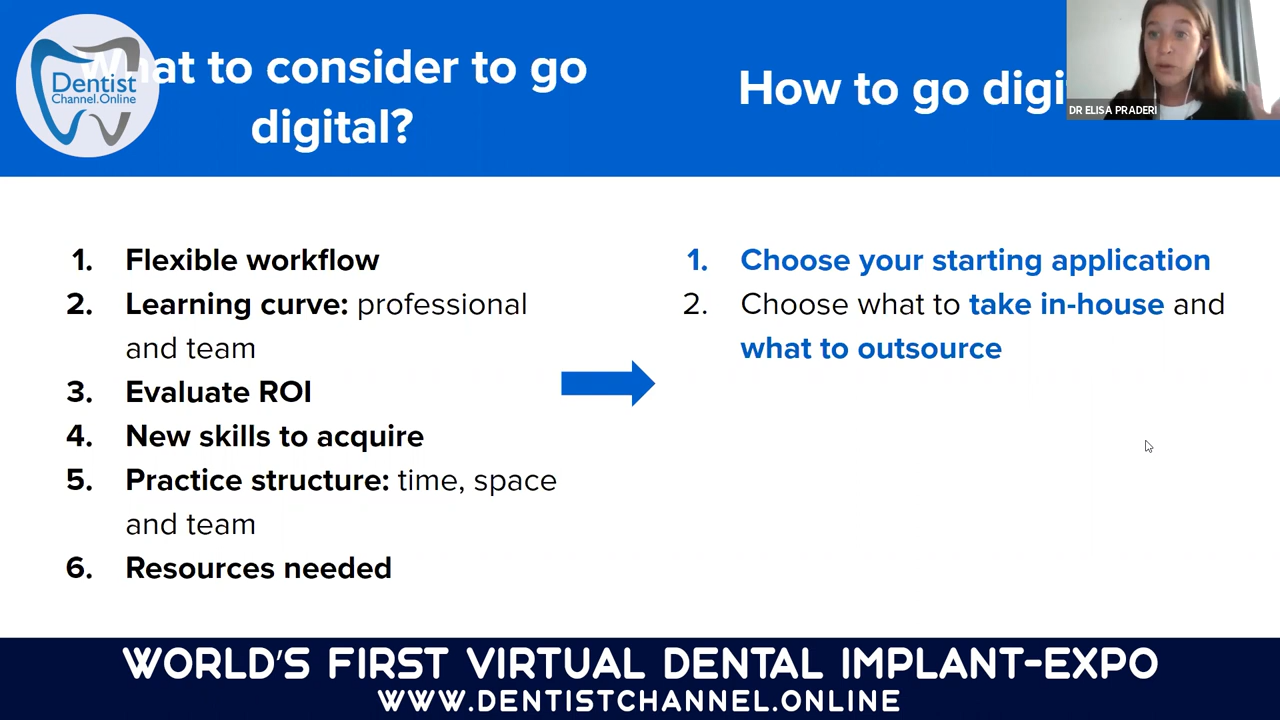 Dentist
Channel.Online
What to consider to go
digital?
How to go digi
DR ELISA PRADERI
1. Flexible workflow
2. Learning curve: professional
and team
3. Evaluate ROI
4. New skills to acquire
5. Practice structure: time, space
and team
6. Resources needed
1. Choose your starting application
2. Choose what to take in-house and
what to outsource
WORLD'S FIRST VIRTUAL DENTAL IMPLANT-EXPO
WWW.DENTISTCHANNEL.ONLINE